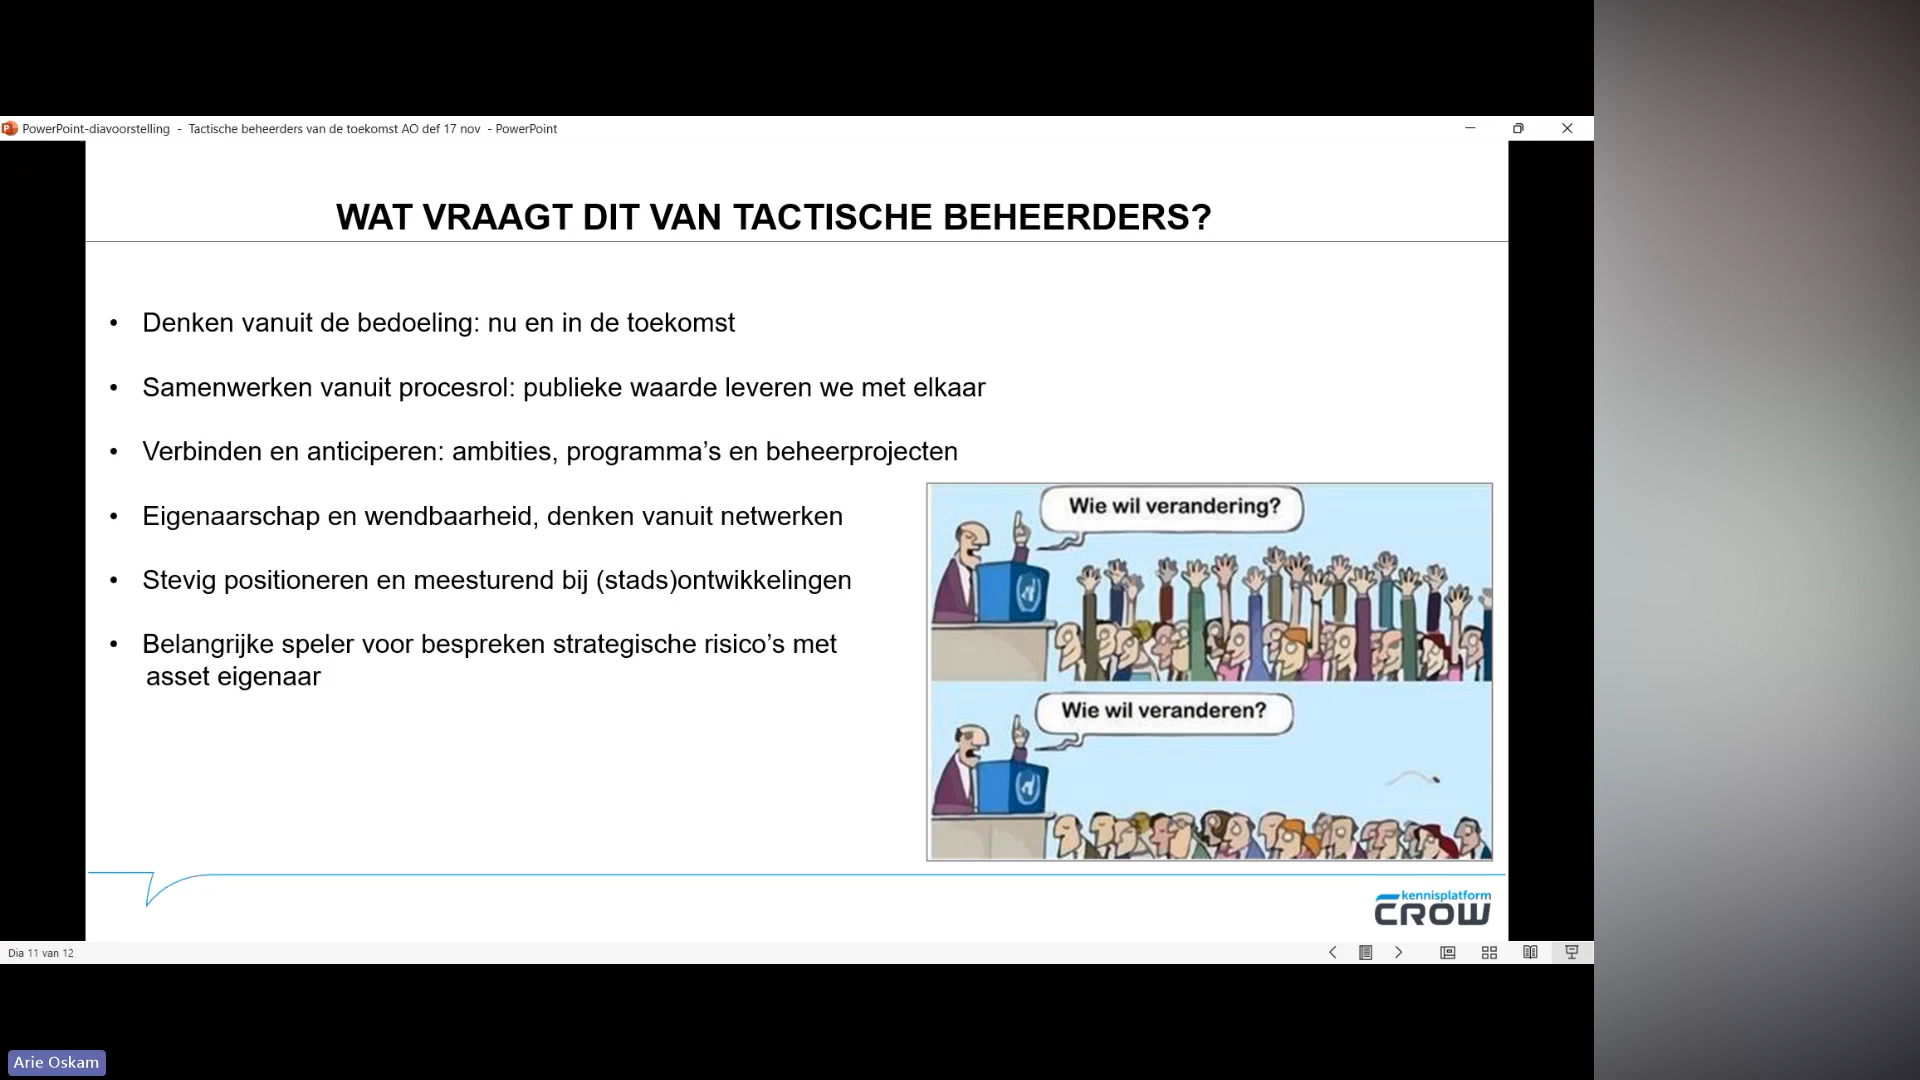 PowerPoint-diavoorstelling - Tactische beheerders van de toekomst AO def 17 nov - PowerPoint
WAT VRAAGT DIT VAN TACTISCHE BEHEERDERS?
• Denken vanuit de bedoeling: nu en in de toekomst
• Samenwerken vanuit procesrol: publieke waarde leveren we met elkaar
• Verbinden en anticiperen: ambities, programma’s en beheerprojecten
• Eigenaarschap en wendbaarheid, denken vanuit netwerken
• Stevig positioneren en meesturend bij (stads)ontwikkelingen
• Belangrijke speler voor bespreken strategische risico’s met
asset eigenaar
Wie wil verandering?
Wie wil veranderen?
kennisplatform
CROW
Dia 11 van 12
Arie Oskam